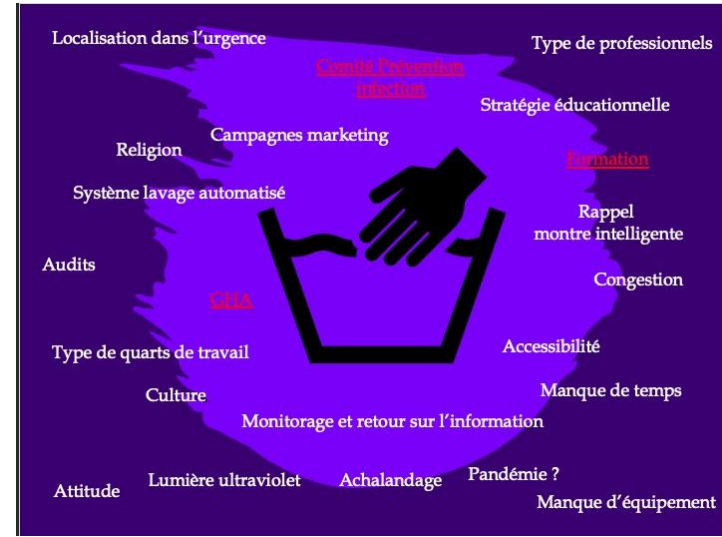 Localisation dans l'urgence
Type de professionnels
Comité Prévention
infection
Stratégie éducationnelle
Campagnes marketing
Religion
Formation
Système lavage automatisé
Rappel
montre intelligente
Audits
Congestion
GHA
Type de quarts de travail
Accessibilité
Culture
Manque de temps
Monitorage et retour sur l'information
Lumière ultraviolet
Achalandage
Pandémie ?
Attitude
Manque d'équipement